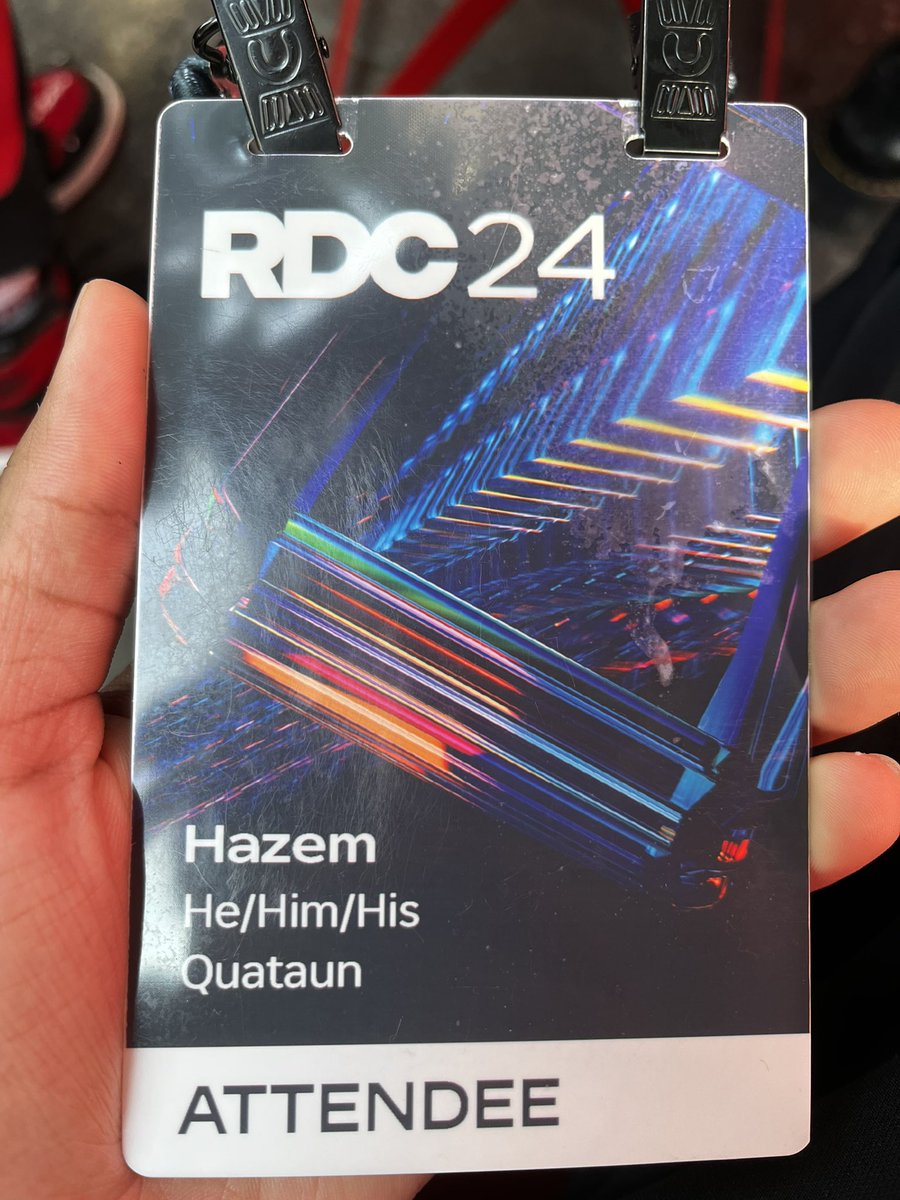 RDC24
Hazem
He/Him/His
Quataun
ATTENDEE